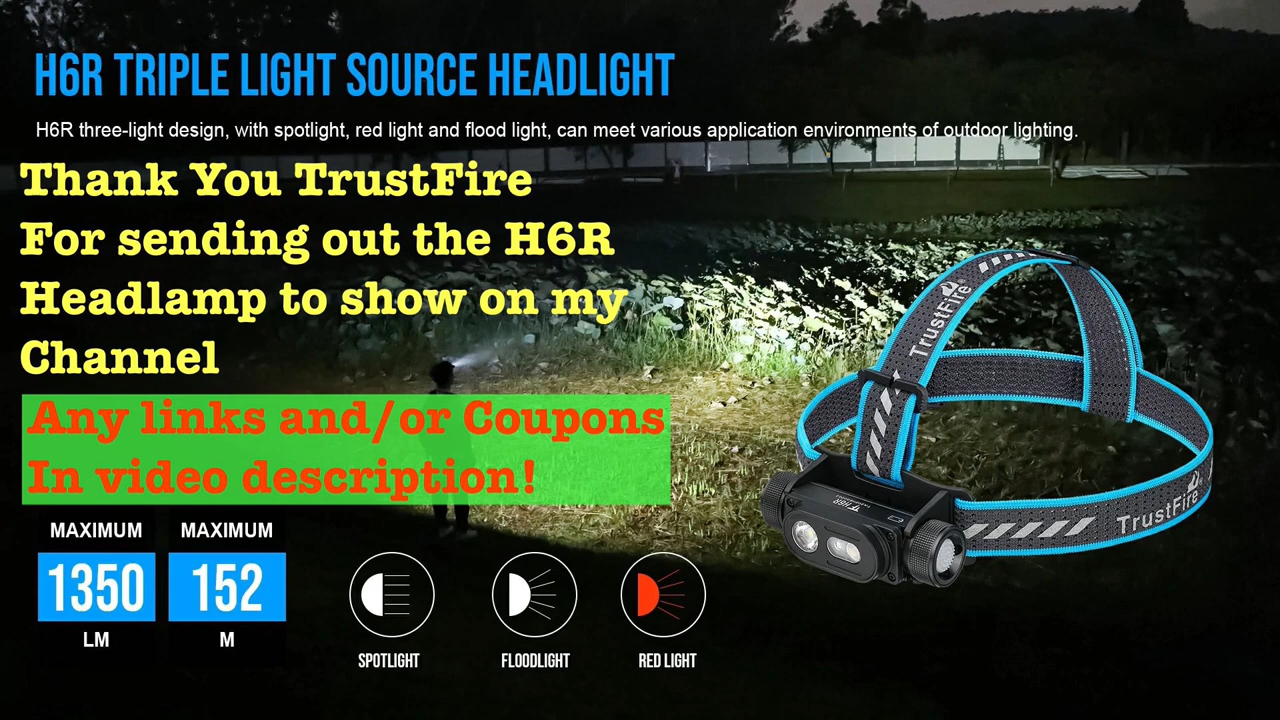 H6R TRIPLE LIGHT SOURCE HEADLIGHT
H6R three-light design, with spotlight, red light and flood light, can meet various application environments of outdoor lighting.
Thank You TrustFire
For sending out the H6R
Headlamp to show on my
Channel
Any links and/or Coupons
In video description!
MAXIMUM
1350
LM
MAXIMUM
152
M
SPOTLIGHT
FLOODLIGHT
RED LIGHT
TrustFire
TrustFire
H6R